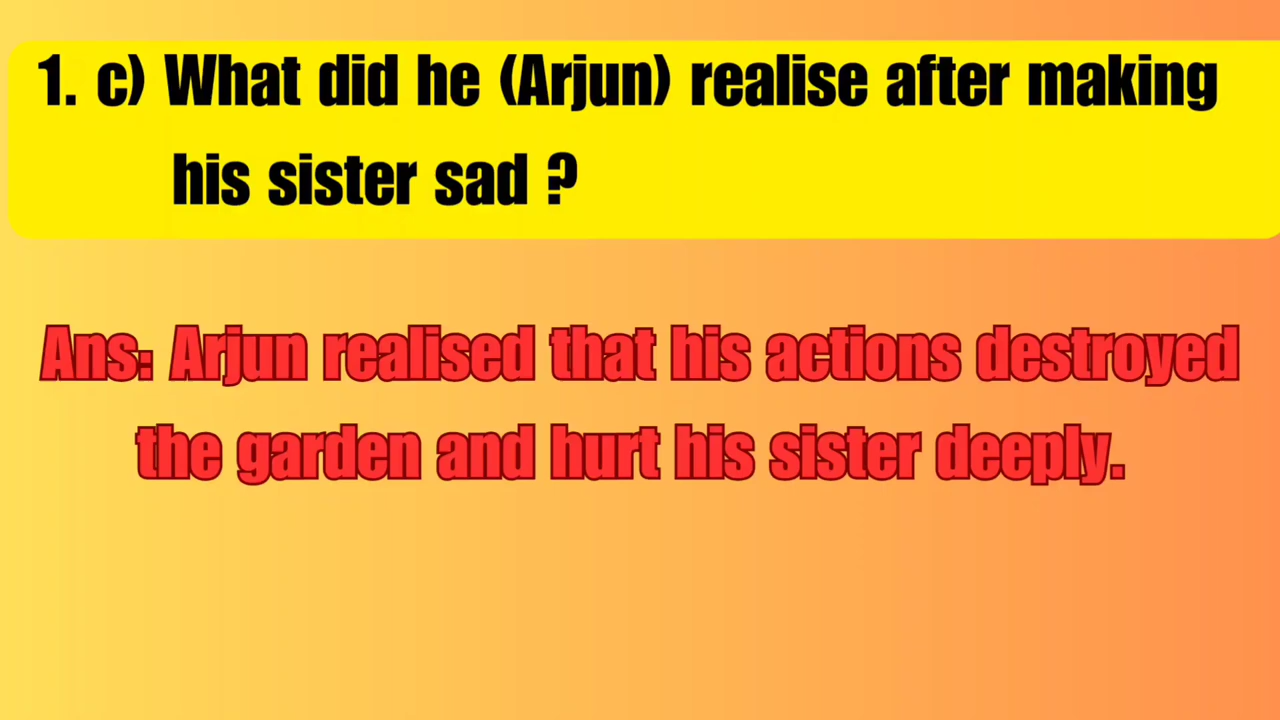 1. c) What did he (Arjun) realise after making
his sister sad ?
Ans: Arjun realised that his actions destroyed
the garden and hurt his sister deeply.